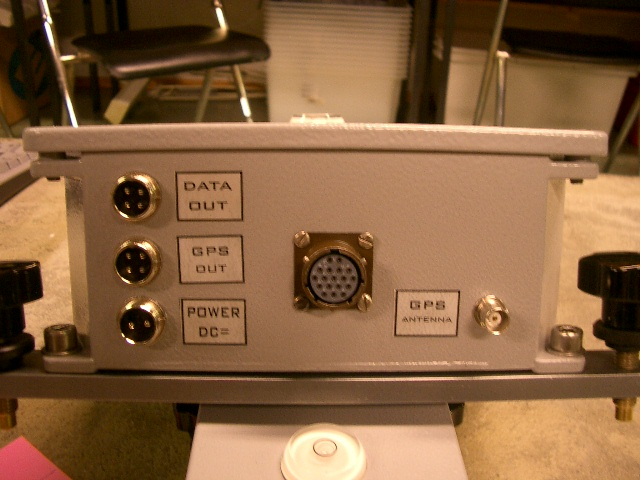 DATA
OUT
GPS
OUT
POWER
DC=
GPS
ANTENNA